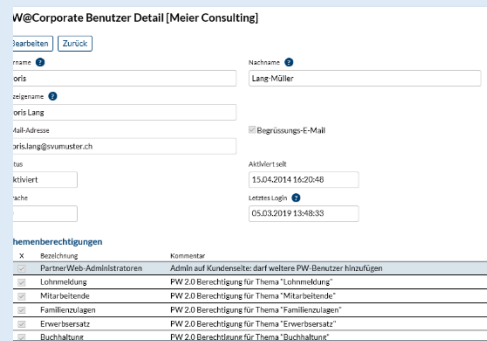 W@Corporate Benutzer Detail [Meier Consulting]
Bearbeiten Zurück
rname ? Nachname ?
oris Lang-Müller
zeigename ?
oris Lang
Mail-Adresse Begrüssungs-E-Mail
oris.lang@svumuster.ch
tus Aktiviert seit
ktiviert 15.04.2014 16:20:48
rache Letztes Login ?
05.03.2019 13:48:33
hemenberechtigungen
X Bezeichnung Kommentar
PartnerWeb-Administratoren Admin auf Kundenseite: darf weitere PW-Benutzer hinzufügen
Lohnmeldung PW 2.0 Berechtigung für Thema "Lohnmeldung"
Mitarbeitende PW 2.0 Berechtigung für Thema "Mitarbeitende"
Familienzulagen PW 2.0 Berechtigung für Thema "Familienzulagen"
Erwerbsersatz PW 2.0 Berechtigung für Thema "Erwerbsersatz"
Buchhaltung PW 2.0 Berechtigung für Thema "Buchhaltung"